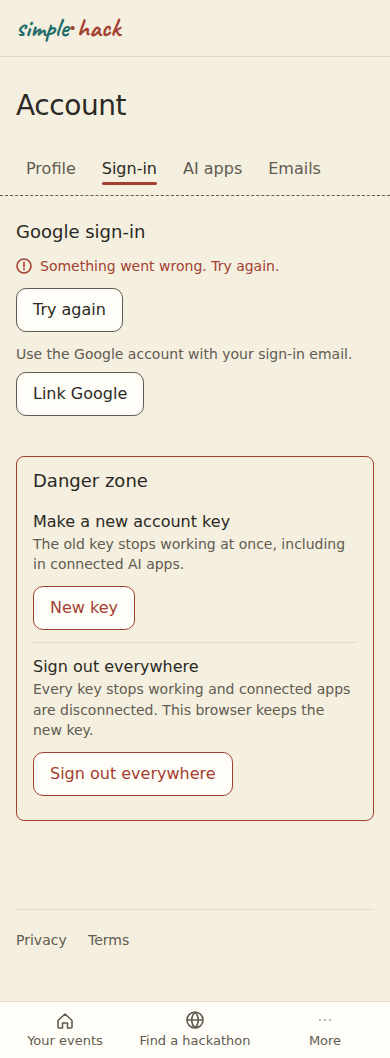 simple hack
Account
Profile Sign-in AI apps Emails
Google sign-in
Something went wrong. Try again.
Try again
Use the Google account with your sign-in email.
Link Google
Danger zone
Make a new account key
The old key stops working at once, including
in connected AI apps.
New key
Sign out everywhere
Every key stops working and connected apps
are disconnected. This browser keeps the
new key.
Sign out everywhere
Privacy Terms
Your events Find a hackathon More